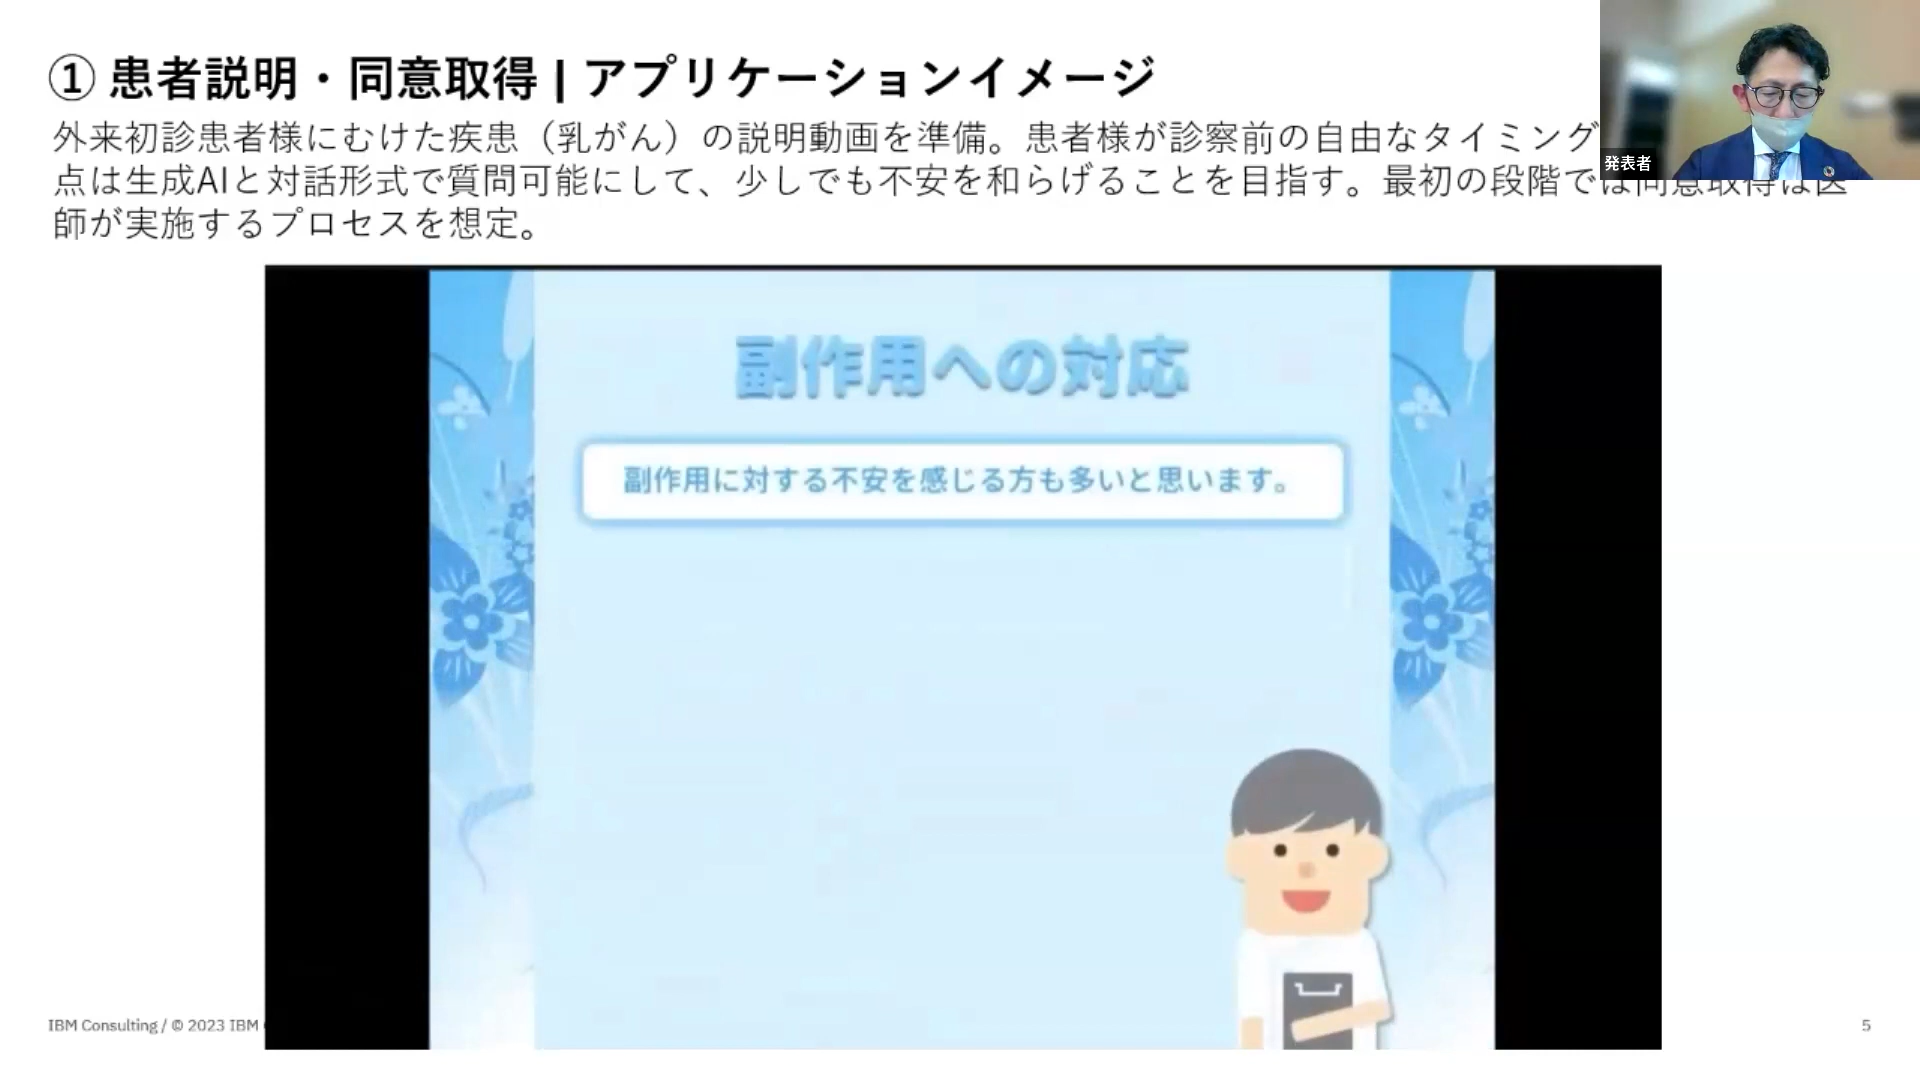 ① 患者説明・同意取得 | アプリケーションイメージ
外来初診患者様にむけた疾患（乳がん）の説明動画を準備。患者様が診察前の自由なタイミング
点は生成AIと対話形式で質問可能にして、少しでも不安を和らげることを目指す。最初の段階では同意取得は医
師が実施するプロセスを想定。
発表者
副作用への対応
副作用に対する不安を感じる方も多いと思います。
IBM Consulting / © 2023 IBM
5